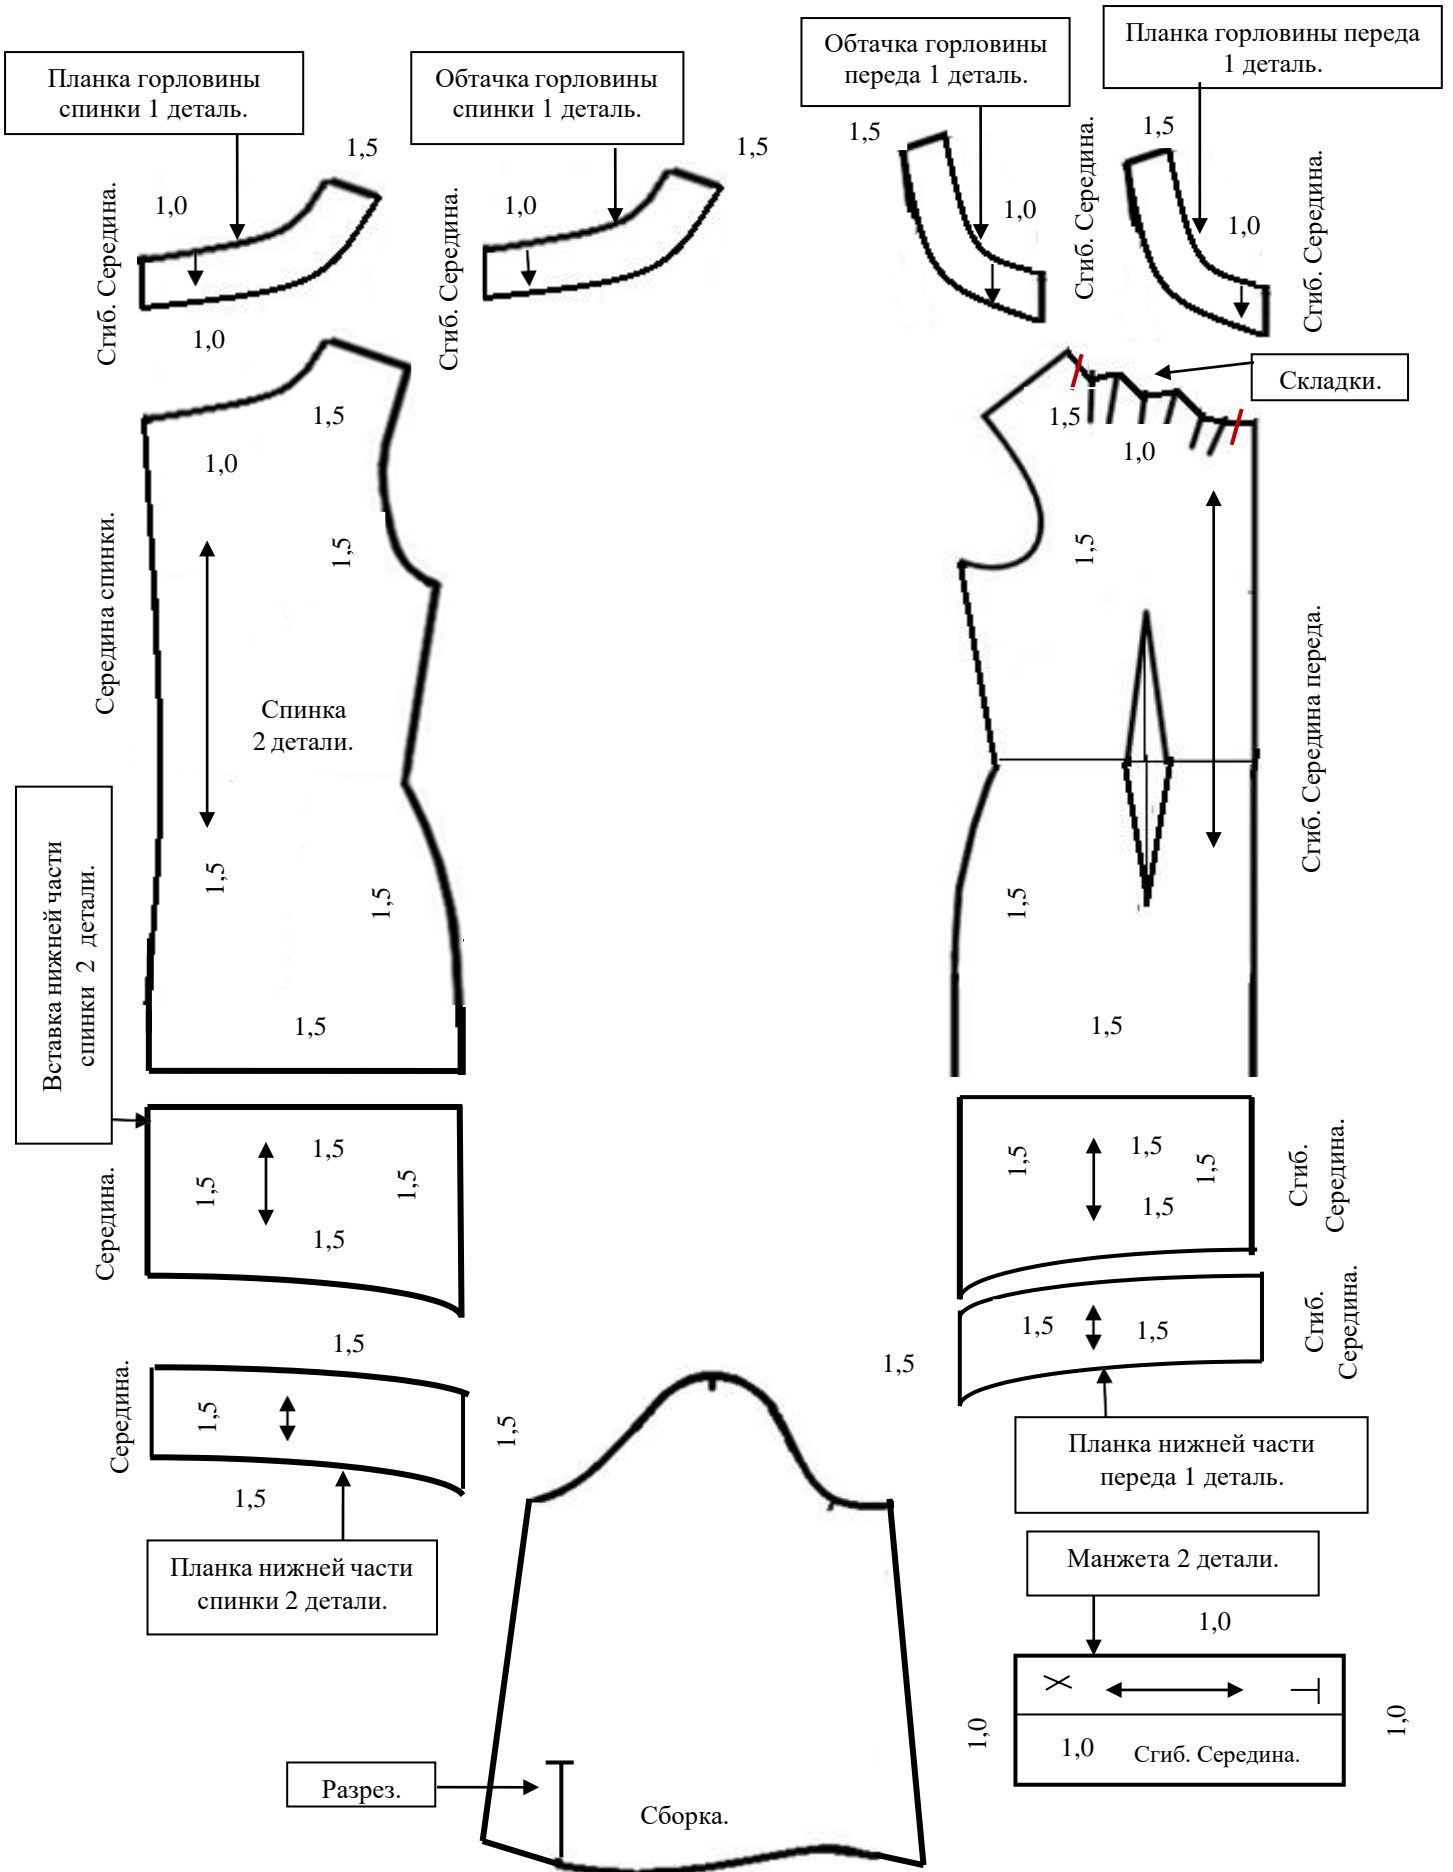 Планка горловины
спинки 1 деталь.
Обтачка горловины
спинки 1 деталь.
Обтачка горловины
переда 1 деталь.
Планка горловины переда
1 деталь.
1,5
1,5
1,5
1,5
Сгиб. Середина.
1,0
Сгиб. Середина.
1,0
1,0
Сгиб. Середина.
1,0
Сгиб. Середина.
1,0
Складки.
1,5
1,0
1,5
1,0
Середина спинки.
1,5
1,5
Спинка
2 детали.
Сгиб. Середина переда.
1,5
1,5
1,5
Вставка нижней части
спинки 2 детали.
1,5
1,5
Середина.
1,5
1,5
1,5
1,5
1,5
1,5
1,5
1,5
Сгиб.
Середина.
1,5
1,5
1,5
Сгиб.
Середина.
1,5
Середина.
1,5
1,5
1,5
Планка нижней части
переда 1 деталь.
Планка нижней части
спинки 2 детали.
Манжета 2 детали.
1,0
1,0
1,0
1,0
Сгиб. Середина.
Разрез.
Сборка.